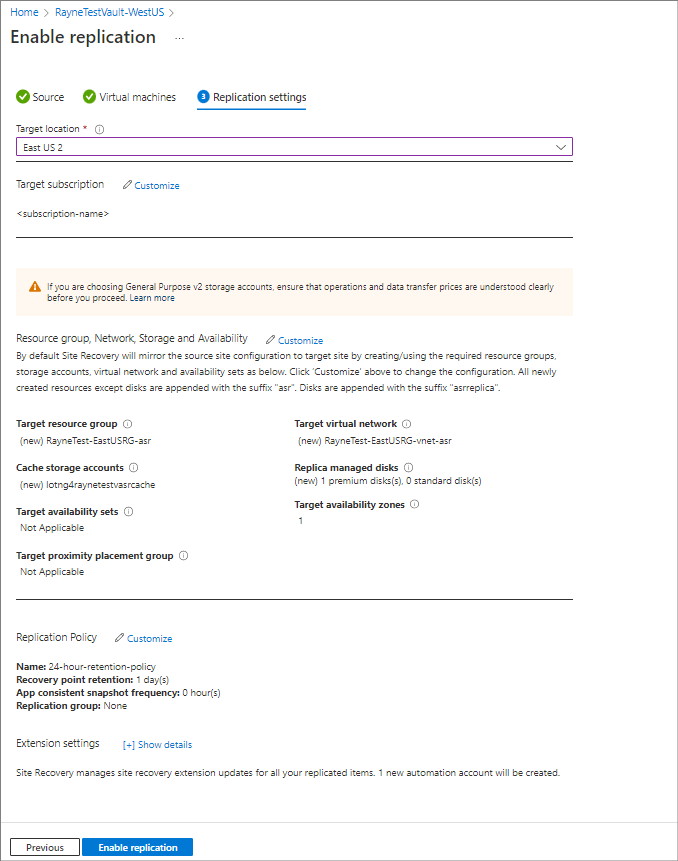 Home > RayneTestVault-WestUS >
Enable replication ...
Source Virtual machines 3 Replication settings
Target location *
East US 2
Target subscription Customize
<subscription-name>
If you are choosing General Purpose v2 storage accounts, ensure that operations and data transfer prices are understood clearly
before you proceed. Learn more
Resource group, Network, Storage and Availability Customize
By default Site Recovery will mirror the source site configuration to target site by creating/using the required resource groups,
storage accounts, virtual network and availability sets as below. Click 'Customize' above to change the configuration. All newly
created resources except disks are appended with the suffix "asr". Disks are appended with the suffix "asrreplica".
Target resource group Target virtual network
(new) RayneTest-EastUSRG-asr (new) RayneTest-EastUSRG-vnet-asr
Cache storage accounts Replica managed disks
(new) lotng4raynetestvasrcache (new) 1 premium disks(s), 0 standard disk(s)
Target availability sets Target availability zones
Not Applicable 1
Target proximity placement group
Not Applicable
Replication Policy Customize
Name: 24-hour-retention-policy
Recovery point retention: 1 day(s)
App consistent snapshot frequency: 0 hour(s)
Replication group: None
Extension settings [+] Show details
Site Recovery manages site recovery extension updates for all your replicated items. 1 new automation account will be created.
Previous Enable replication